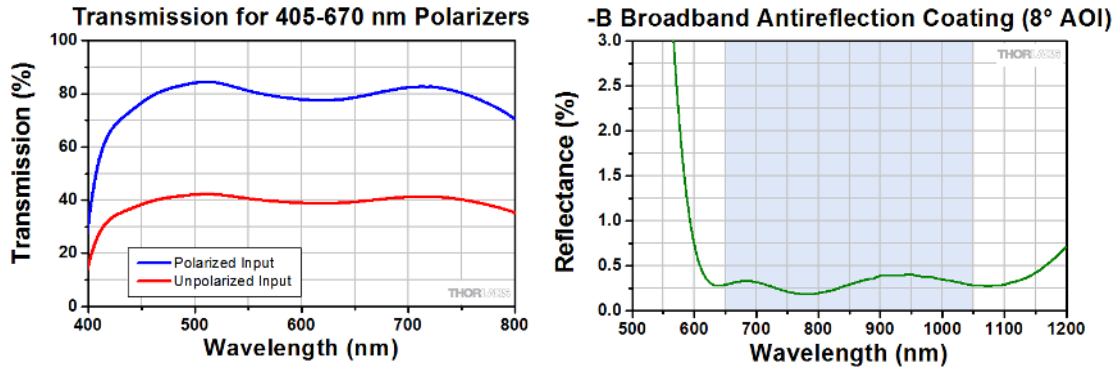 Transmission for 405-670 nm Polarizers
Transmission (%)
100
80
60
40
20
0
Polarized Input
Unpolarized Input
THORLABS
400
500
600
700
800
Wavelength (nm)
-B Broadband Antireflection Coating (8° AOI)
Reflectance (%)
3.0
2.5
2.0
1.5
1.0
0.5
0.0
THORLABS
500
600
700
800
900
1000
1100
1200
Wavelength (nm)